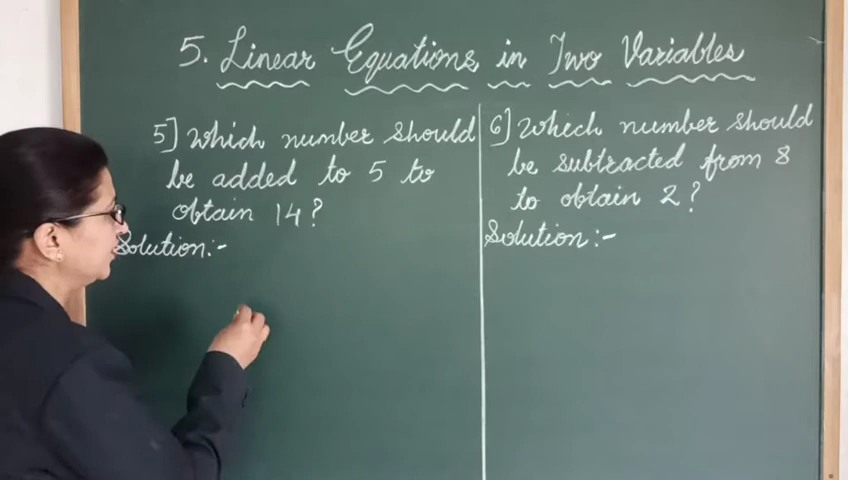 5. Linear Equations in Two Variables
5] Which number should
be added to 5 to
obtain 14?
Solution:-
6] Which number should
be subtracted from 8
to obtain 2?
Solution:-